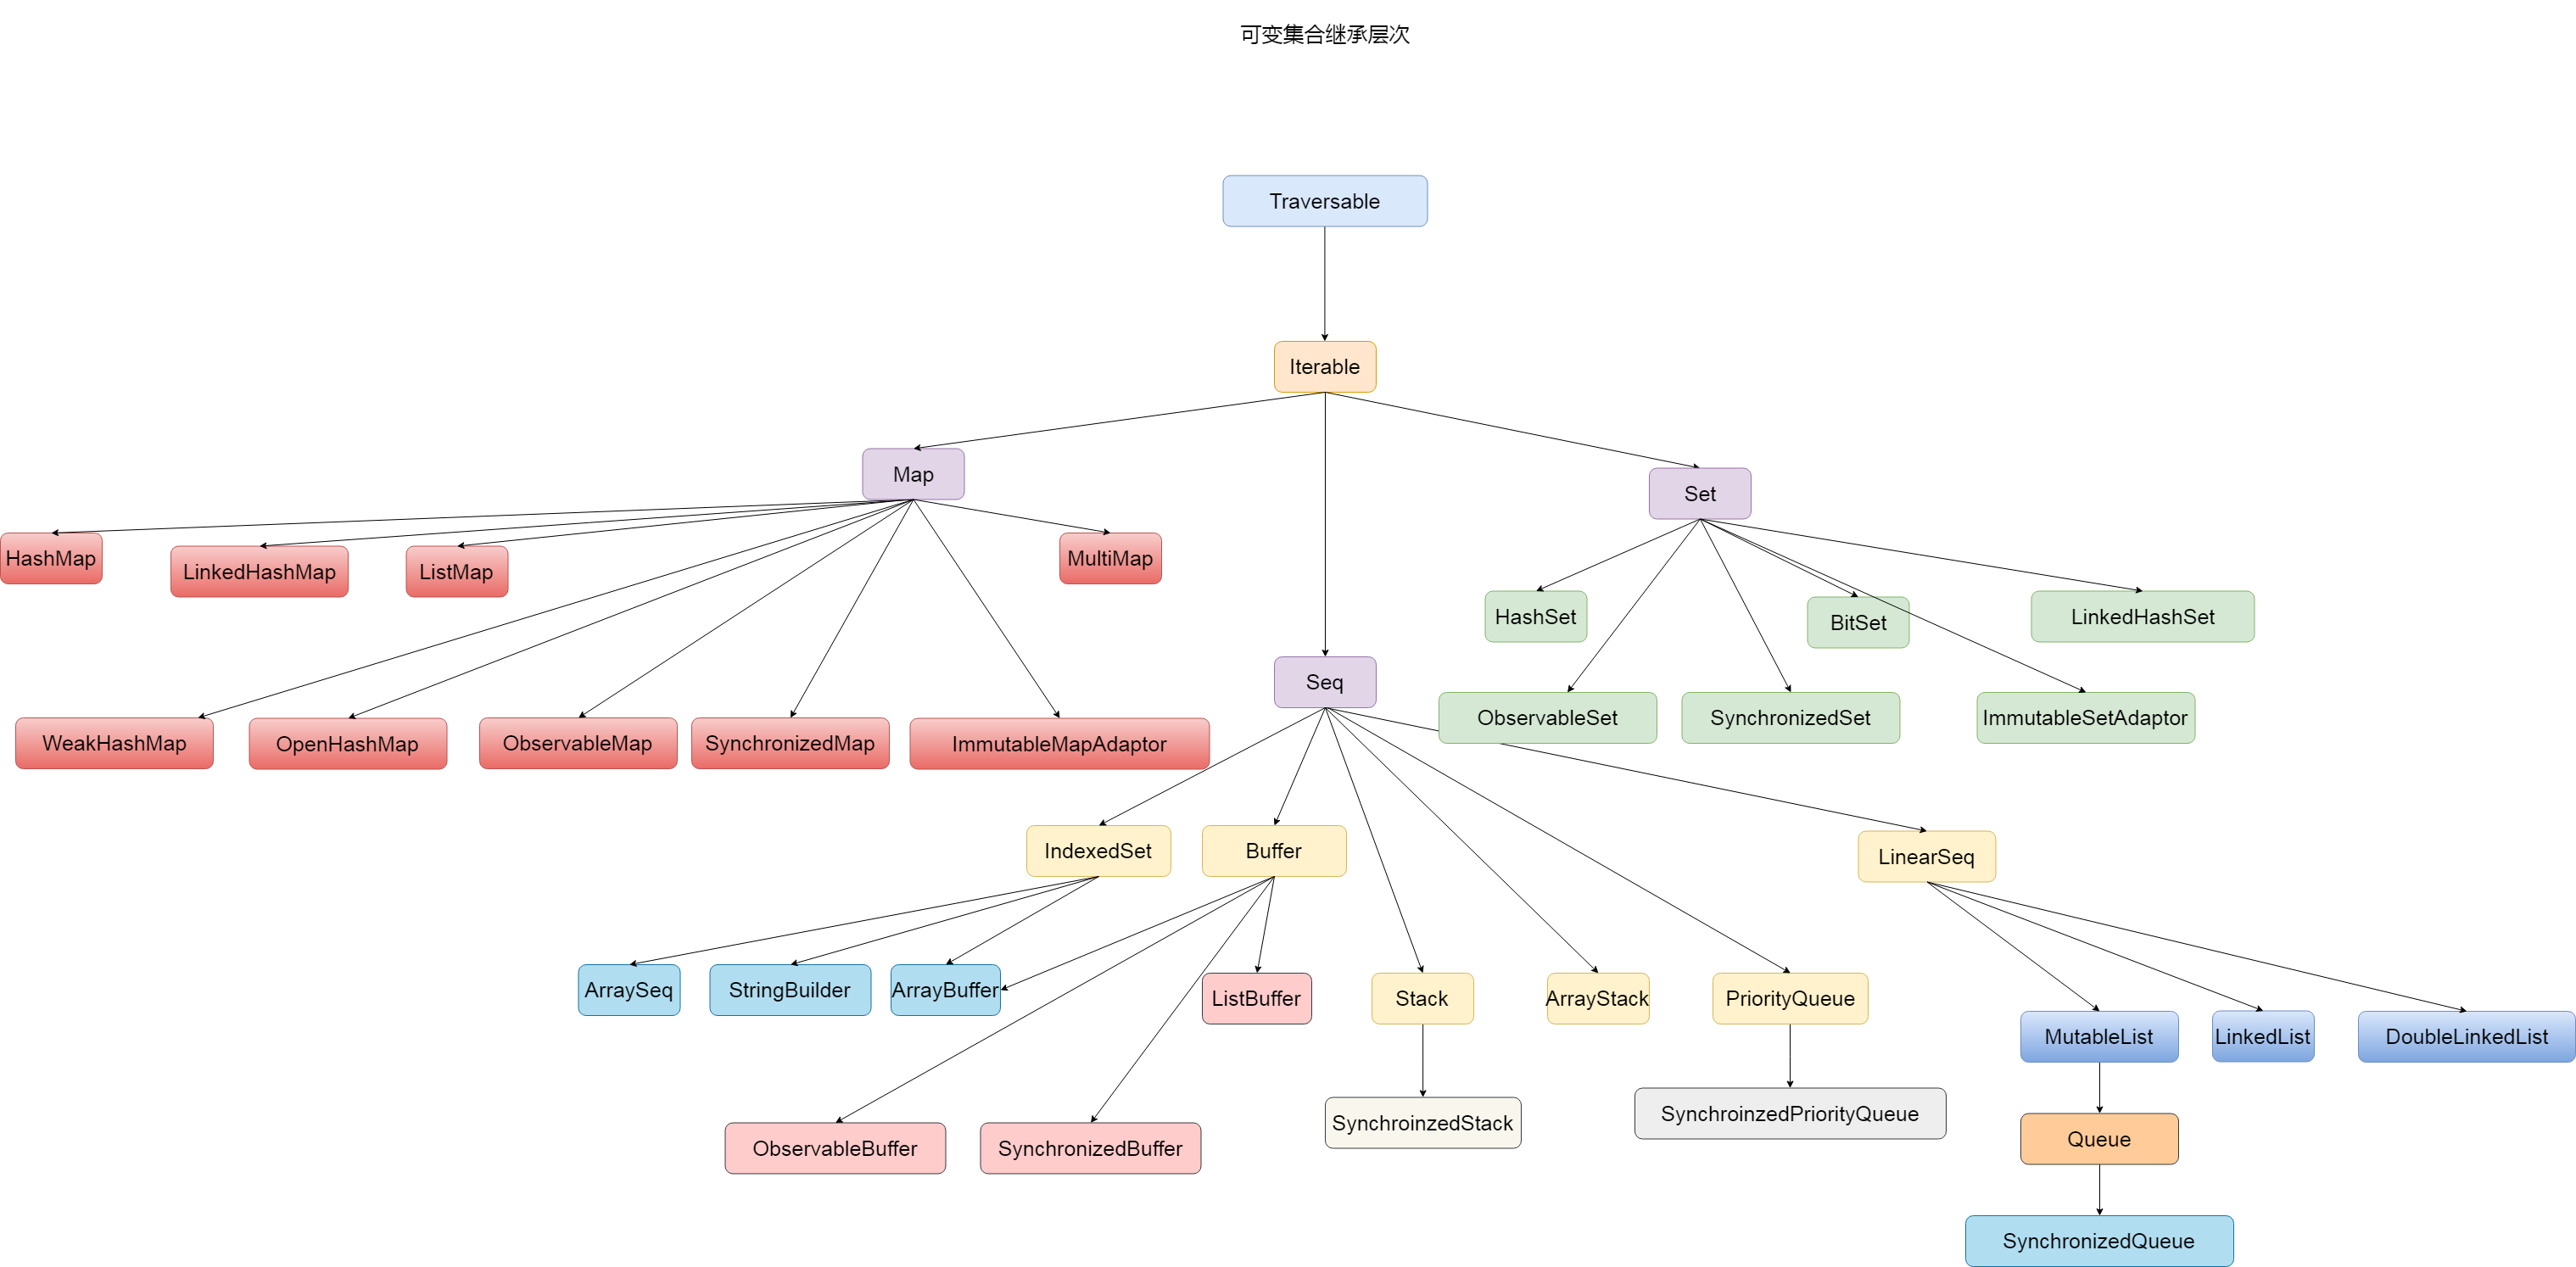 可变集合继承层次
Traversable
Iterable
Map
Set
HashMap
LinkedHashMap
ListMap
MultiMap
HashSet
BitSet
LinkedHashSet
Seq
WeakHashMap
OpenHashMap
ObservableMap
SynchronizedMap
ImmutableMapAdaptor
ObservableSet
SynchronizedSet
ImmutableSetAdaptor
IndexedSet
Buffer
LinearSeq
ArraySeq
StringBuilder
ArrayBuffer
ListBuffer
Stack
ArrayStack
PriorityQueue
MutableList
LinkedList
DoubleLinkedList
ObservableBuffer
SynchronizedBuffer
SynchroinzedStack
SynchroinzedPriorityQueue
Queue
SynchronizedQueue